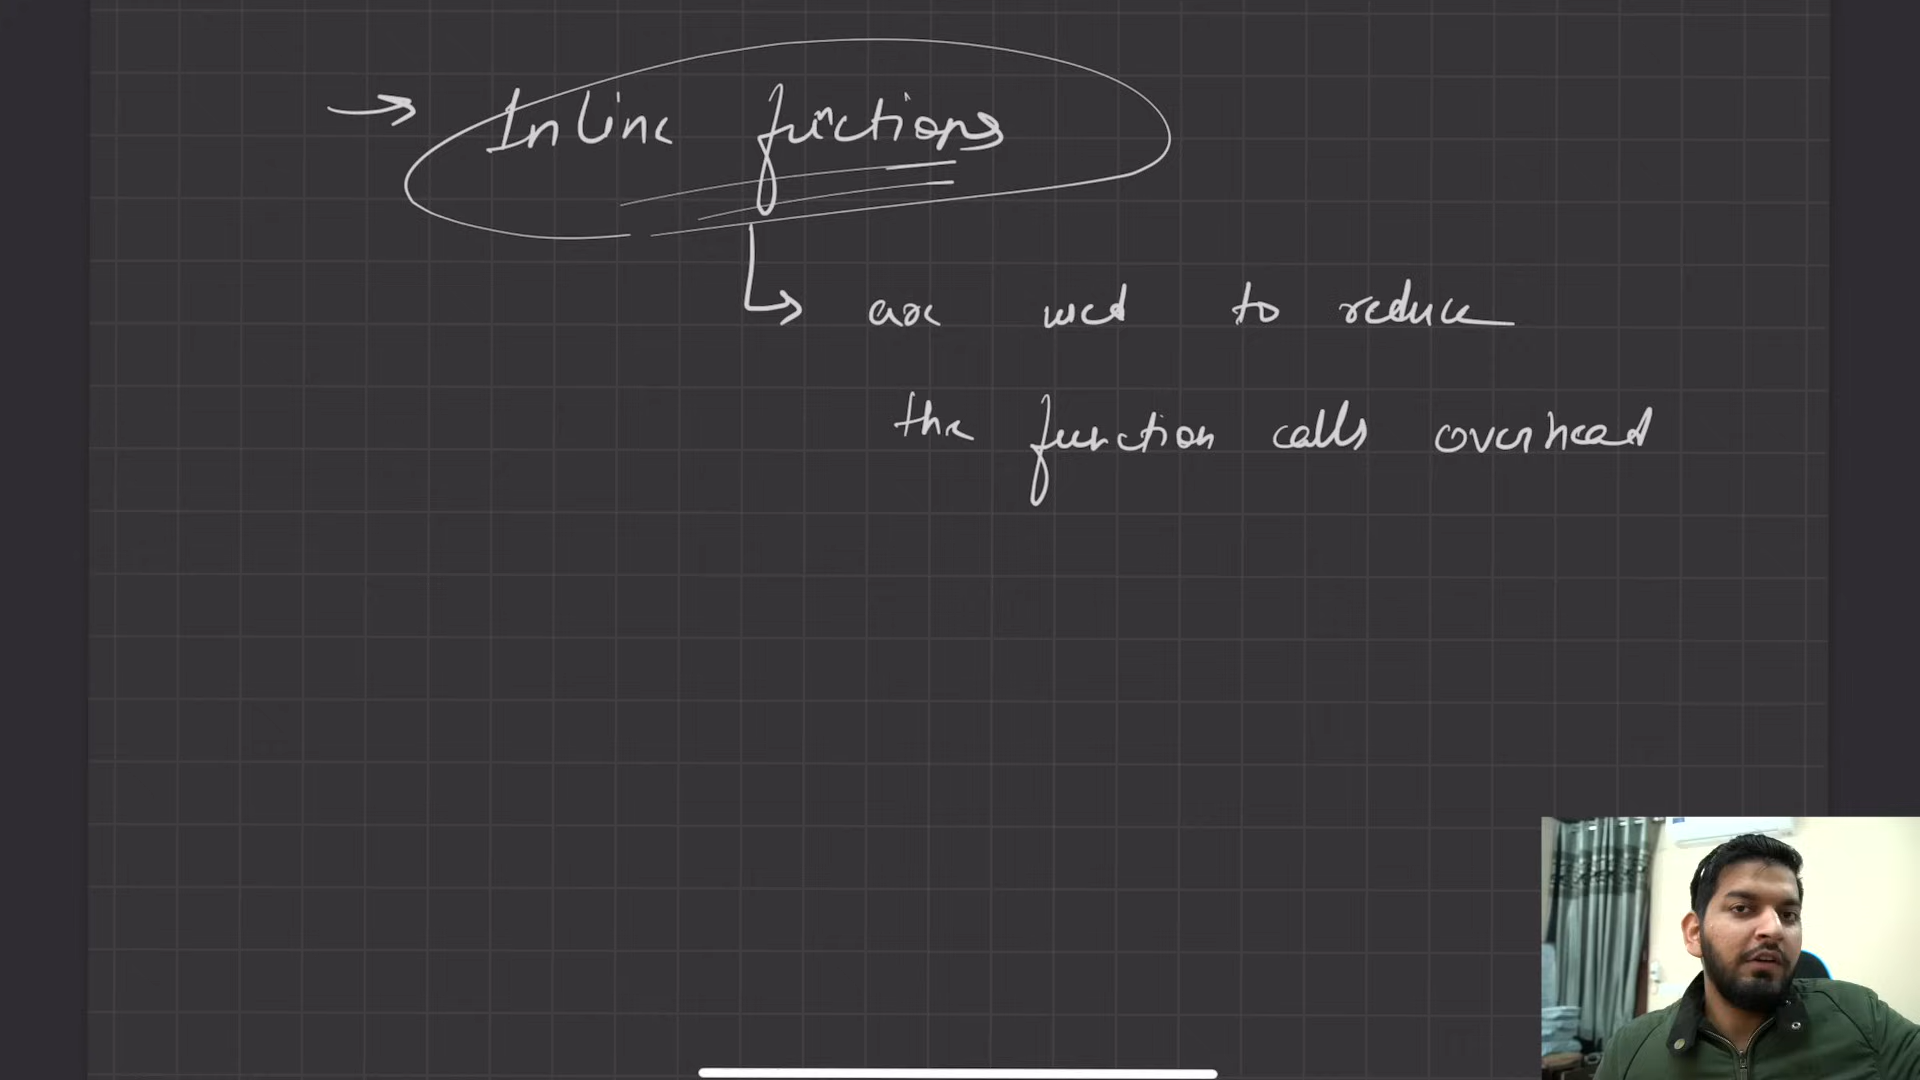 → Inline functions
↳ are used to reduce
the function calls overhead